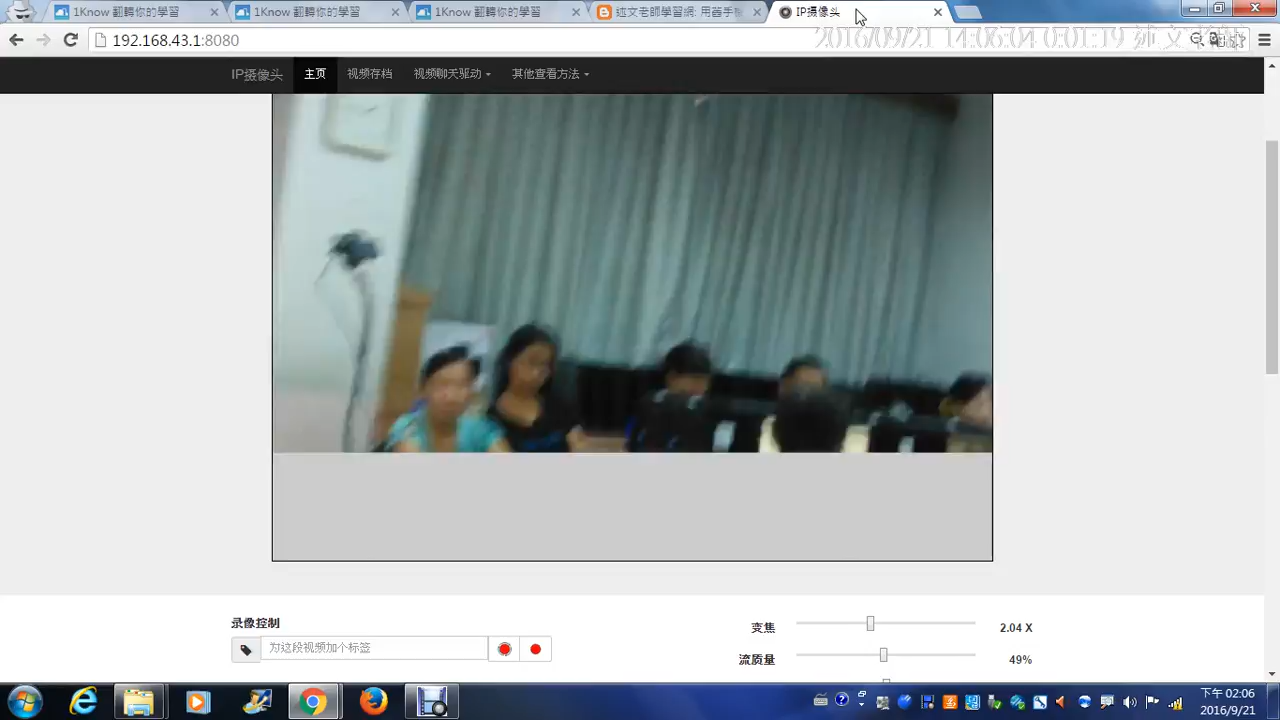 1Know 翻轉你的學習
1Know 翻轉你的學習
1Know 翻轉你的學習
IP摄像头
192.168.43.1:8080
2016/09/21 14:06:04 0:01:19
IP摄像头
主页
视频存档
视频聊天驱动
其他查看方法
录像控制
为这段视频加个标签
变焦
2.04 X
流质量
49%
下午 02:06
2016/9/21